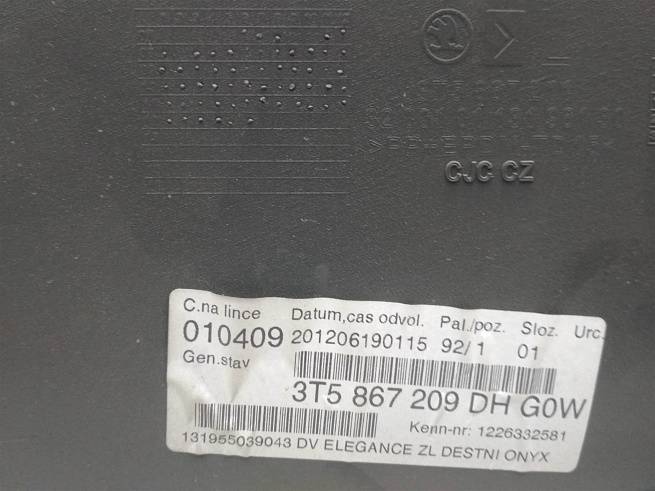 CJC CZ
C.na lince Datum,cas odvol. Pal./poz. Sloz. Urc.
010409 201206190115 92/1 01
Gen.stav
3T5 867 209 DH G0W
Kenn-nr: 1226332581
131955039043 DV ELEGANCE ZL DESTNI ONYX